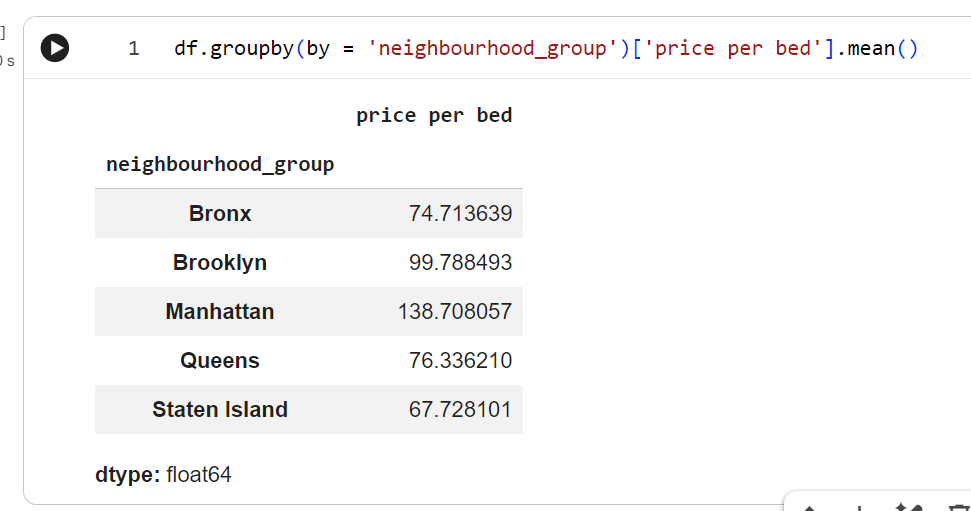 ]
0 s
1 df.groupby(by = 'neighbourhood_group')['price per bed'].mean()
price per bed
neighbourhood_group
Bronx 74.713639
Brooklyn 99.788493
Manhattan 138.708057
Queens 76.336210
Staten Island 67.728101
dtype: float64